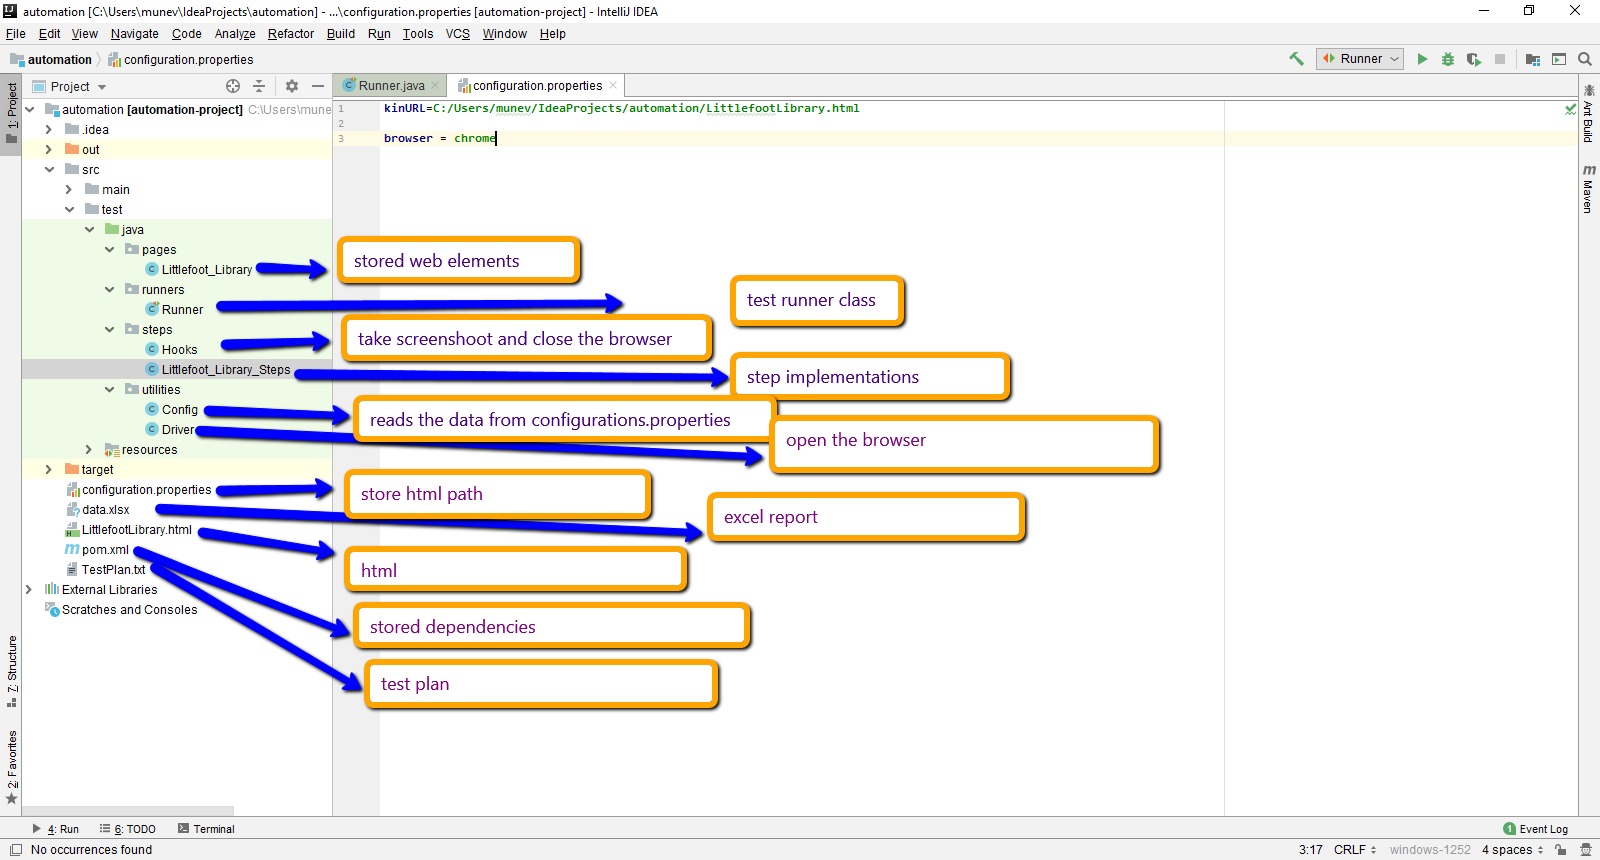 automation [C:\Users\munev\IdeaProjects\automation] - ...\configuration.properties [automation-project] - IntelliJ IDEA
File Edit View Navigate Code Analyze Refactor Build Run Tools VCS Window Help
automation configuration.properties Runner
Project
Runner.java configuration.properties
1: Project
7: Structure
2: Favorites
Ant Build
Maven
automation [automation-project] C:\Users\mune
.idea
out
src
main
test
java
pages
Littlefoot_Library
runners
Runner
steps
Hooks
Littlefoot_Library_Steps
utilities
Config
Driver
resources
target
configuration.properties
data.xlsx
LittlefootLibrary.html
pom.xml
TestPlan.txt
External Libraries
Scratches and Consoles
1 kinURL=C:/Users/munev/IdeaProjects/automation/LittlefootLibrary.html
2
3 browser = chrome
stored web elements
test runner class
take screenshoot and close the browser
step implementations
reads the data from configurations.properties
open the browser
store html path
excel report
html
stored dependencies
test plan
4: Run 6: TODO Terminal 1 Event Log
No occurrences found 3:17 CRLF windows-1252 4 spaces